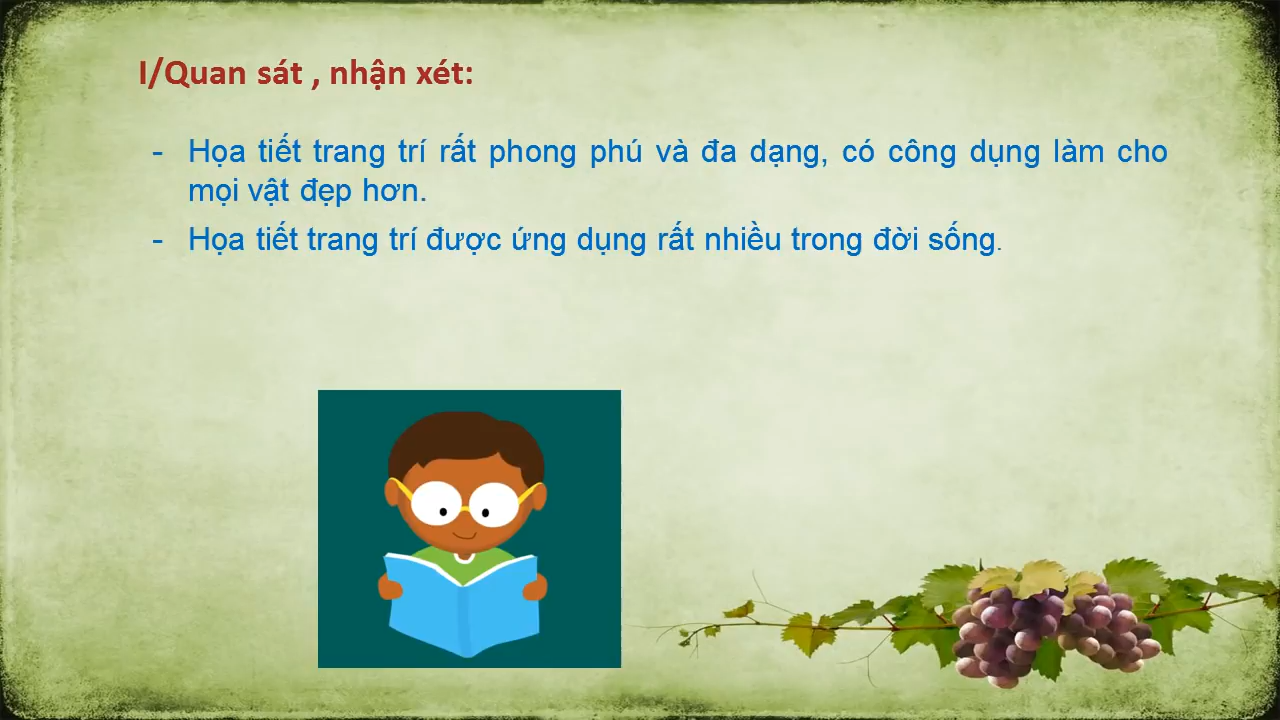 I/Quan sát , nhận xét:
- Họa tiết trang trí rất phong phú và đa dạng, có công dụng làm cho
mọi vật đẹp hơn.
- Họa tiết trang trí được ứng dụng rất nhiều trong đời sống.